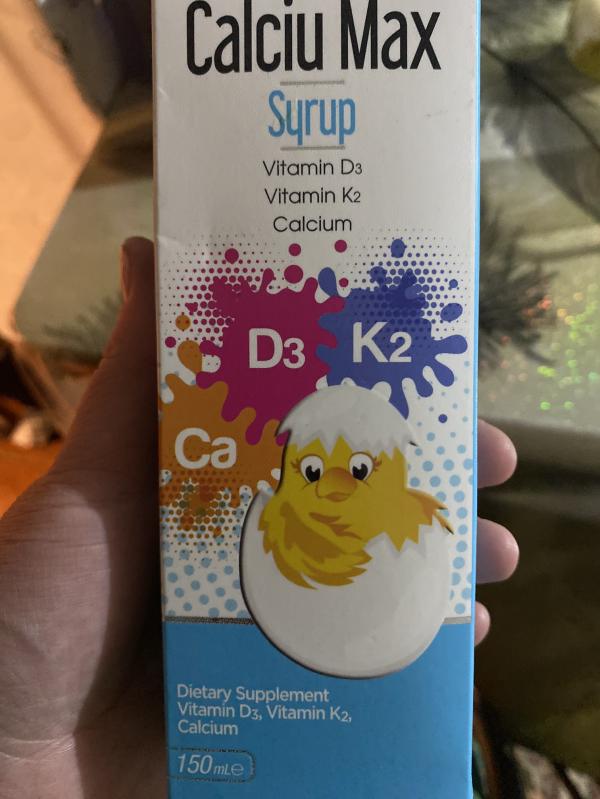 Calciu Max
Syrup
Vitamin D3
Vitamin K2
Calcium
D3
K2
Ca
Dietary Supplement
Vitamin D3, Vitamin K2,
Calcium
150 mL℮